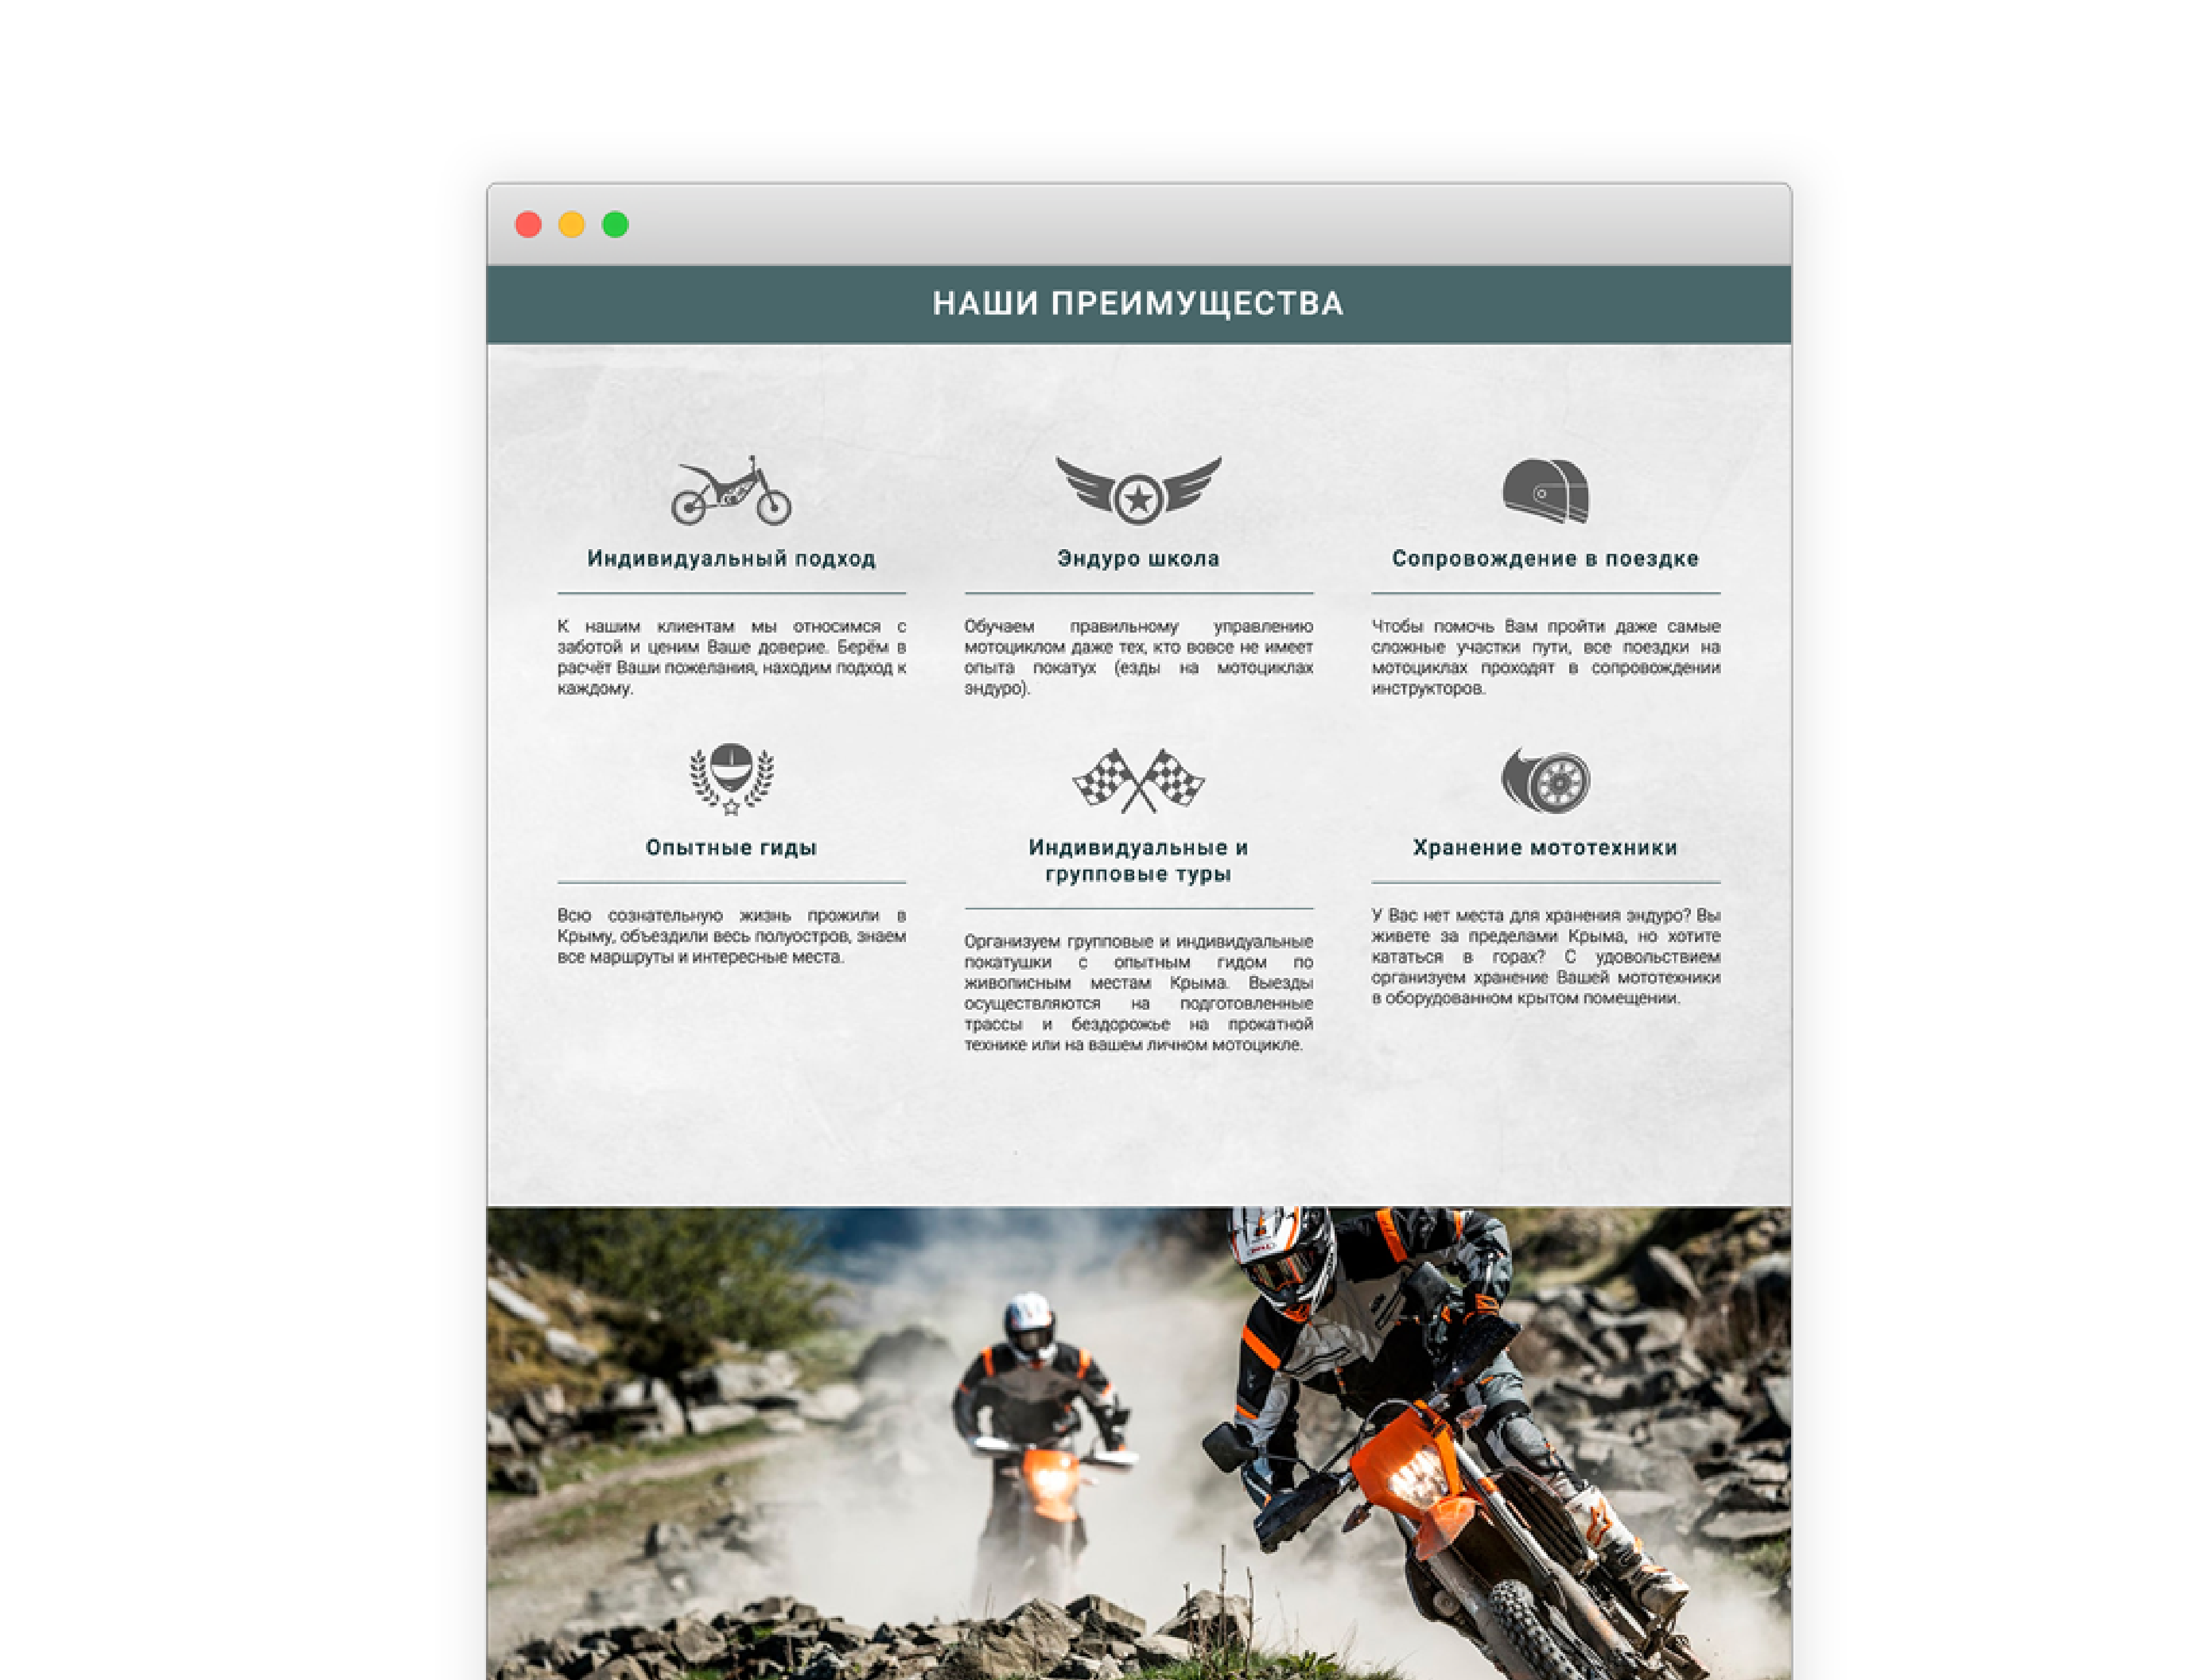 НАШИ ПРЕИМУЩЕСТВА
Индивидуальный подход
К нашим клиентам мы относимся с
заботой и ценим Ваше доверие. Берём в
расчёт Ваши пожелания, находим подход к
каждому.
Эндуро школа
Обучаем правильному управлению
мотоциклом даже тех, кто вовсе не имеет
опыта покатух (езды на мотоциклах
эндуро).
Сопровождение в поездке
Чтобы помочь Вам пройти даже самые
сложные участки пути, все поездки на
мотоциклах проходят в сопровождении
инструкторов.
Опытные гиды
Всю сознательную жизнь прожили в
Крыму, объездили весь полуостров, знаем
все маршруты и интересные места.
Индивидуальные и
групповые туры
Организуем групповые и индивидуальные
покатушки с опытным гидом по
живописным местам Крыма. Выезды
осуществляются на подготовленные
трассы и бездорожье на прокатной
технике или на вашем личном мотоцикле.
Хранение мототехники
У Вас нет места для хранения эндуро? Вы
живете за пределами Крыма, но хотите
кататься в горах? С удовольствием
организуем хранение Вашей мототехники
в оборудованном крытом помещении.